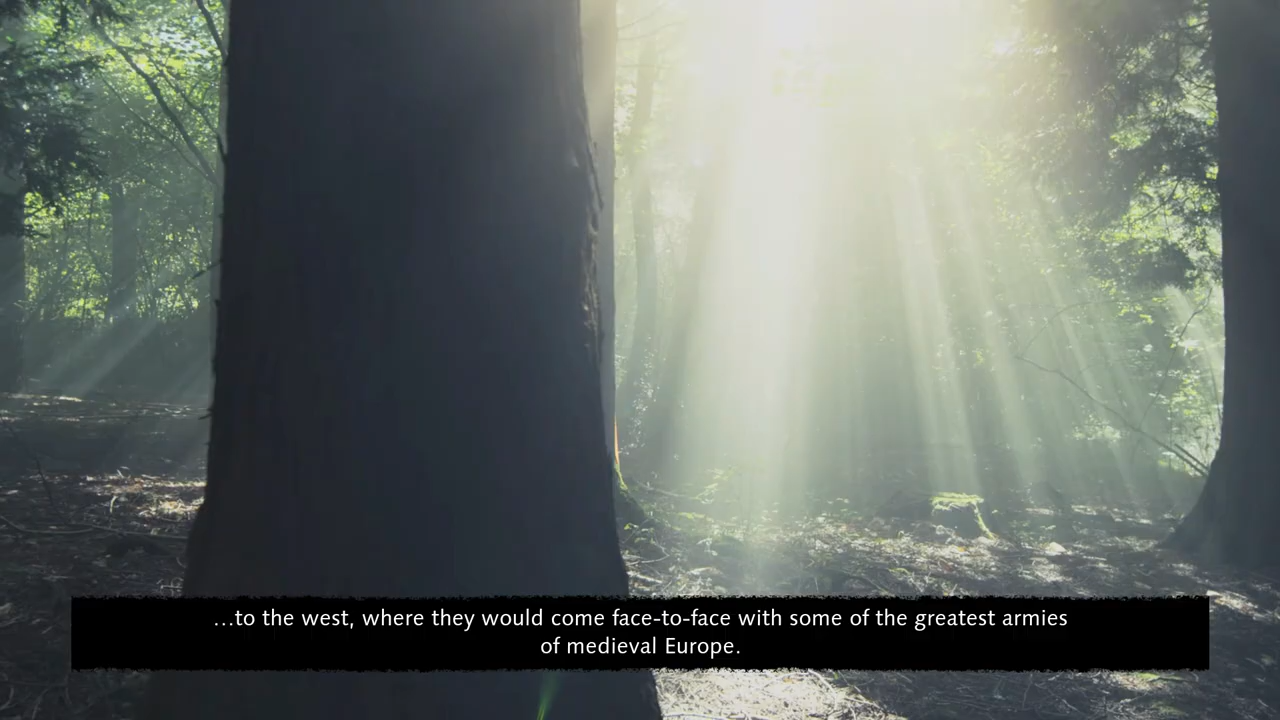 …to the west, where they would come face-to-face with some of the greatest armies
of medieval Europe.